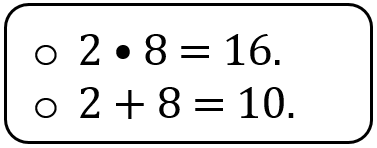 ○ 2 • 8 = 16.
○ 2 + 8 = 10.